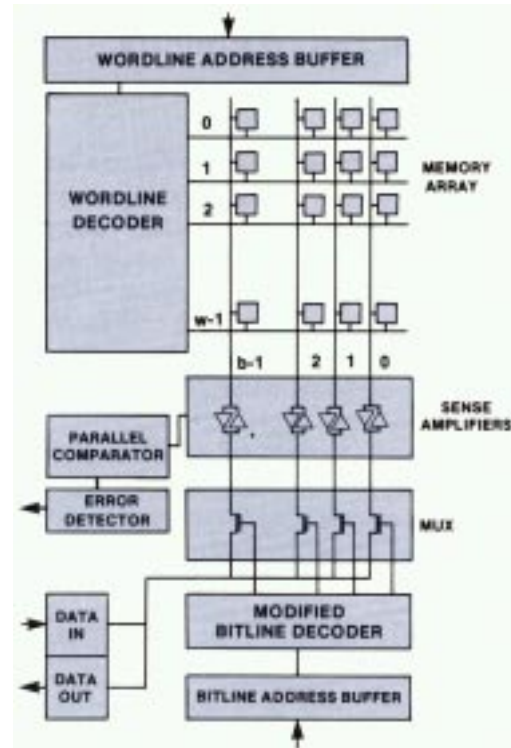 WORDLINE ADDRESS BUFFER
WORDLINE
DECODER
0
1
2
w-1
MEMORY
ARRAY
b-1 2 1 0
SENSE
AMPLIFIERS
PARALLEL
COMPARATOR
ERROR
DETECTOR
MUX
DATA
IN
DATA
OUT
MODIFIED
BITLINE DECODER
BITLINE ADDRESS BUFFER